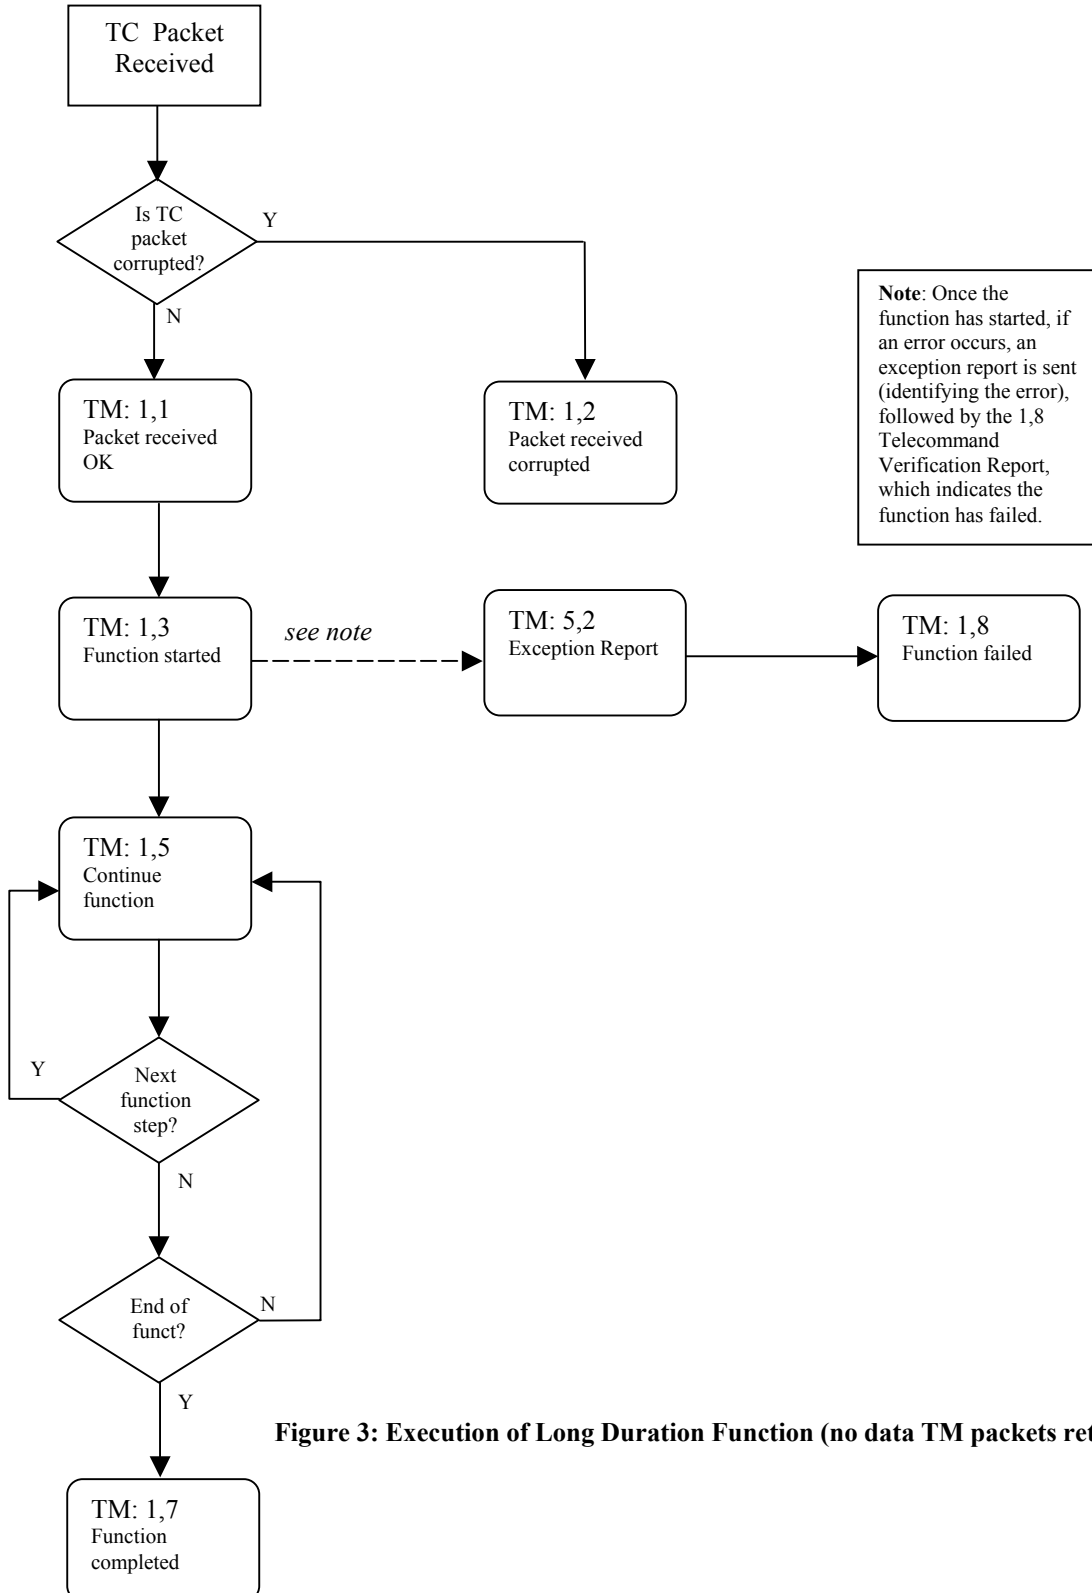 TC Packet
Received
Is TC
packet
corrupted?
Y
N
Note: Once the
function has started, if
an error occurs, an
exception report is sent
(identifying the error),
followed by the 1,8
Telecommand
Verification Report,
which indicates the
function has failed.
TM: 1,1
Packet received
OK
TM: 1,2
Packet received
corrupted
TM: 1,3
Function started
see note
TM: 5,2
Exception Report
TM: 1,8
Function failed
TM: 1,5
Continue
function
Y
Next
function
step?
N
End of
funct?
N
Y
Figure 3: Execution of Long Duration Function (no data TM packets ret
TM: 1,7
Function
completed